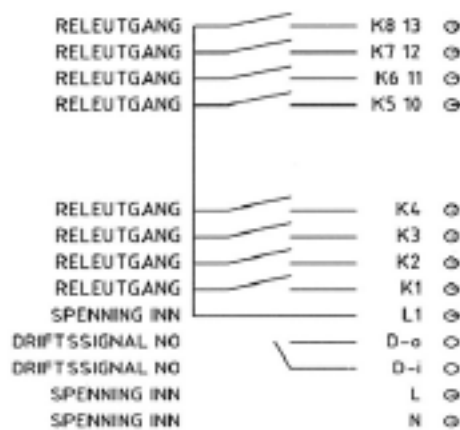 RELEUTGANG K8 13
RELEUTGANG K7 12
RELEUTGANG K6 11
RELEUTGANG K5 10
RELEUTGANG K4
RELEUTGANG K3
RELEUTGANG K2
RELEUTGANG K1
SPENNING INN L1
DRIFTSSIGNAL NO D-o
DRIFTSSIGNAL NO D-i
SPENNING INN L
SPENNING INN N